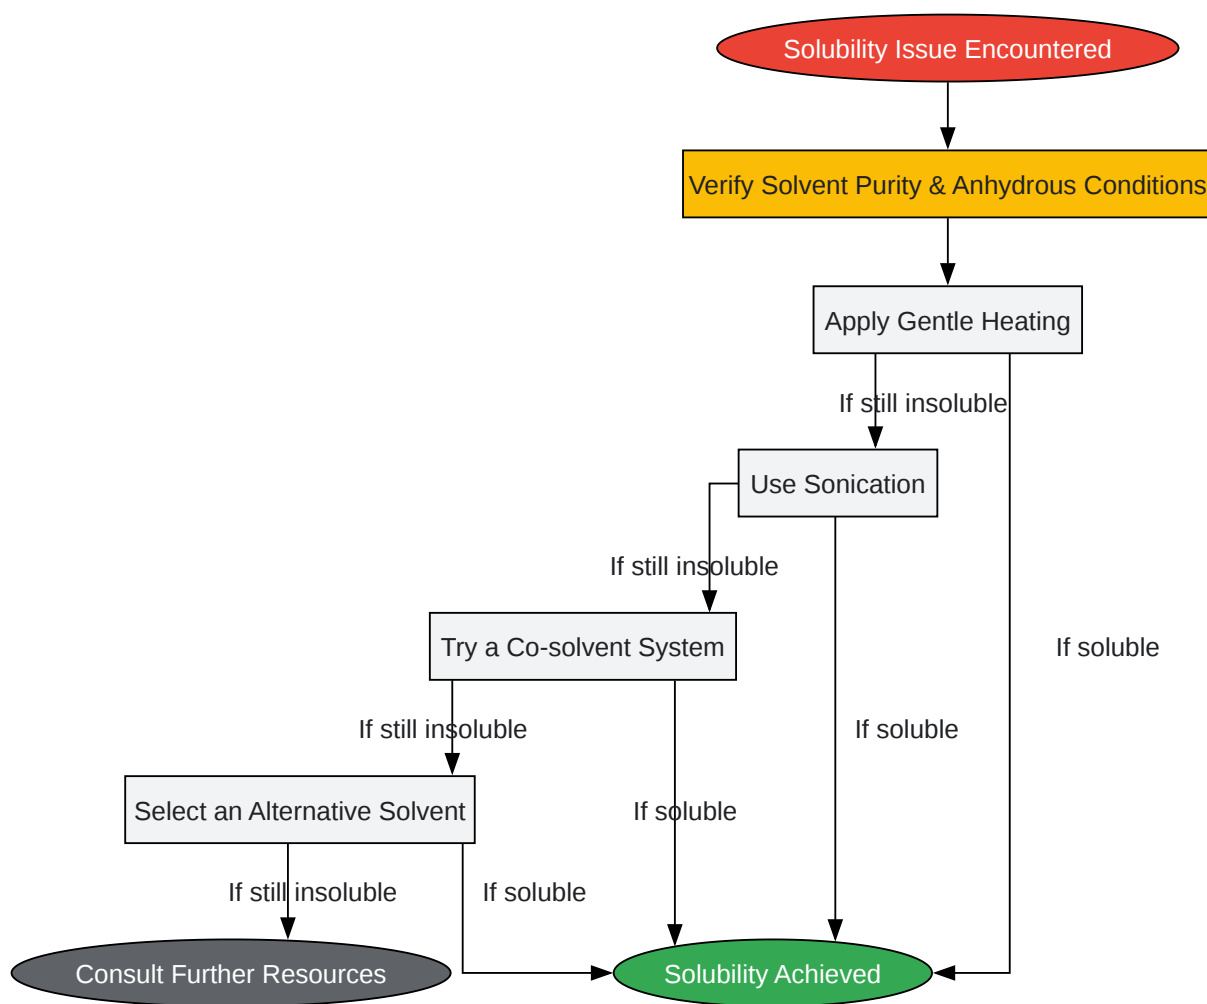 Solubility Issue Encountered
Verify Solvent Purity & Anhydrous Conditions
Apply Gentle Heating
If still insoluble
Use Sonication
If still insoluble
Try a Co-solvent System
If soluble
If still insoluble
If soluble
Select an Alternative Solvent
If soluble
If still insoluble
If soluble
Consult Further Resources
Solubility Achieved